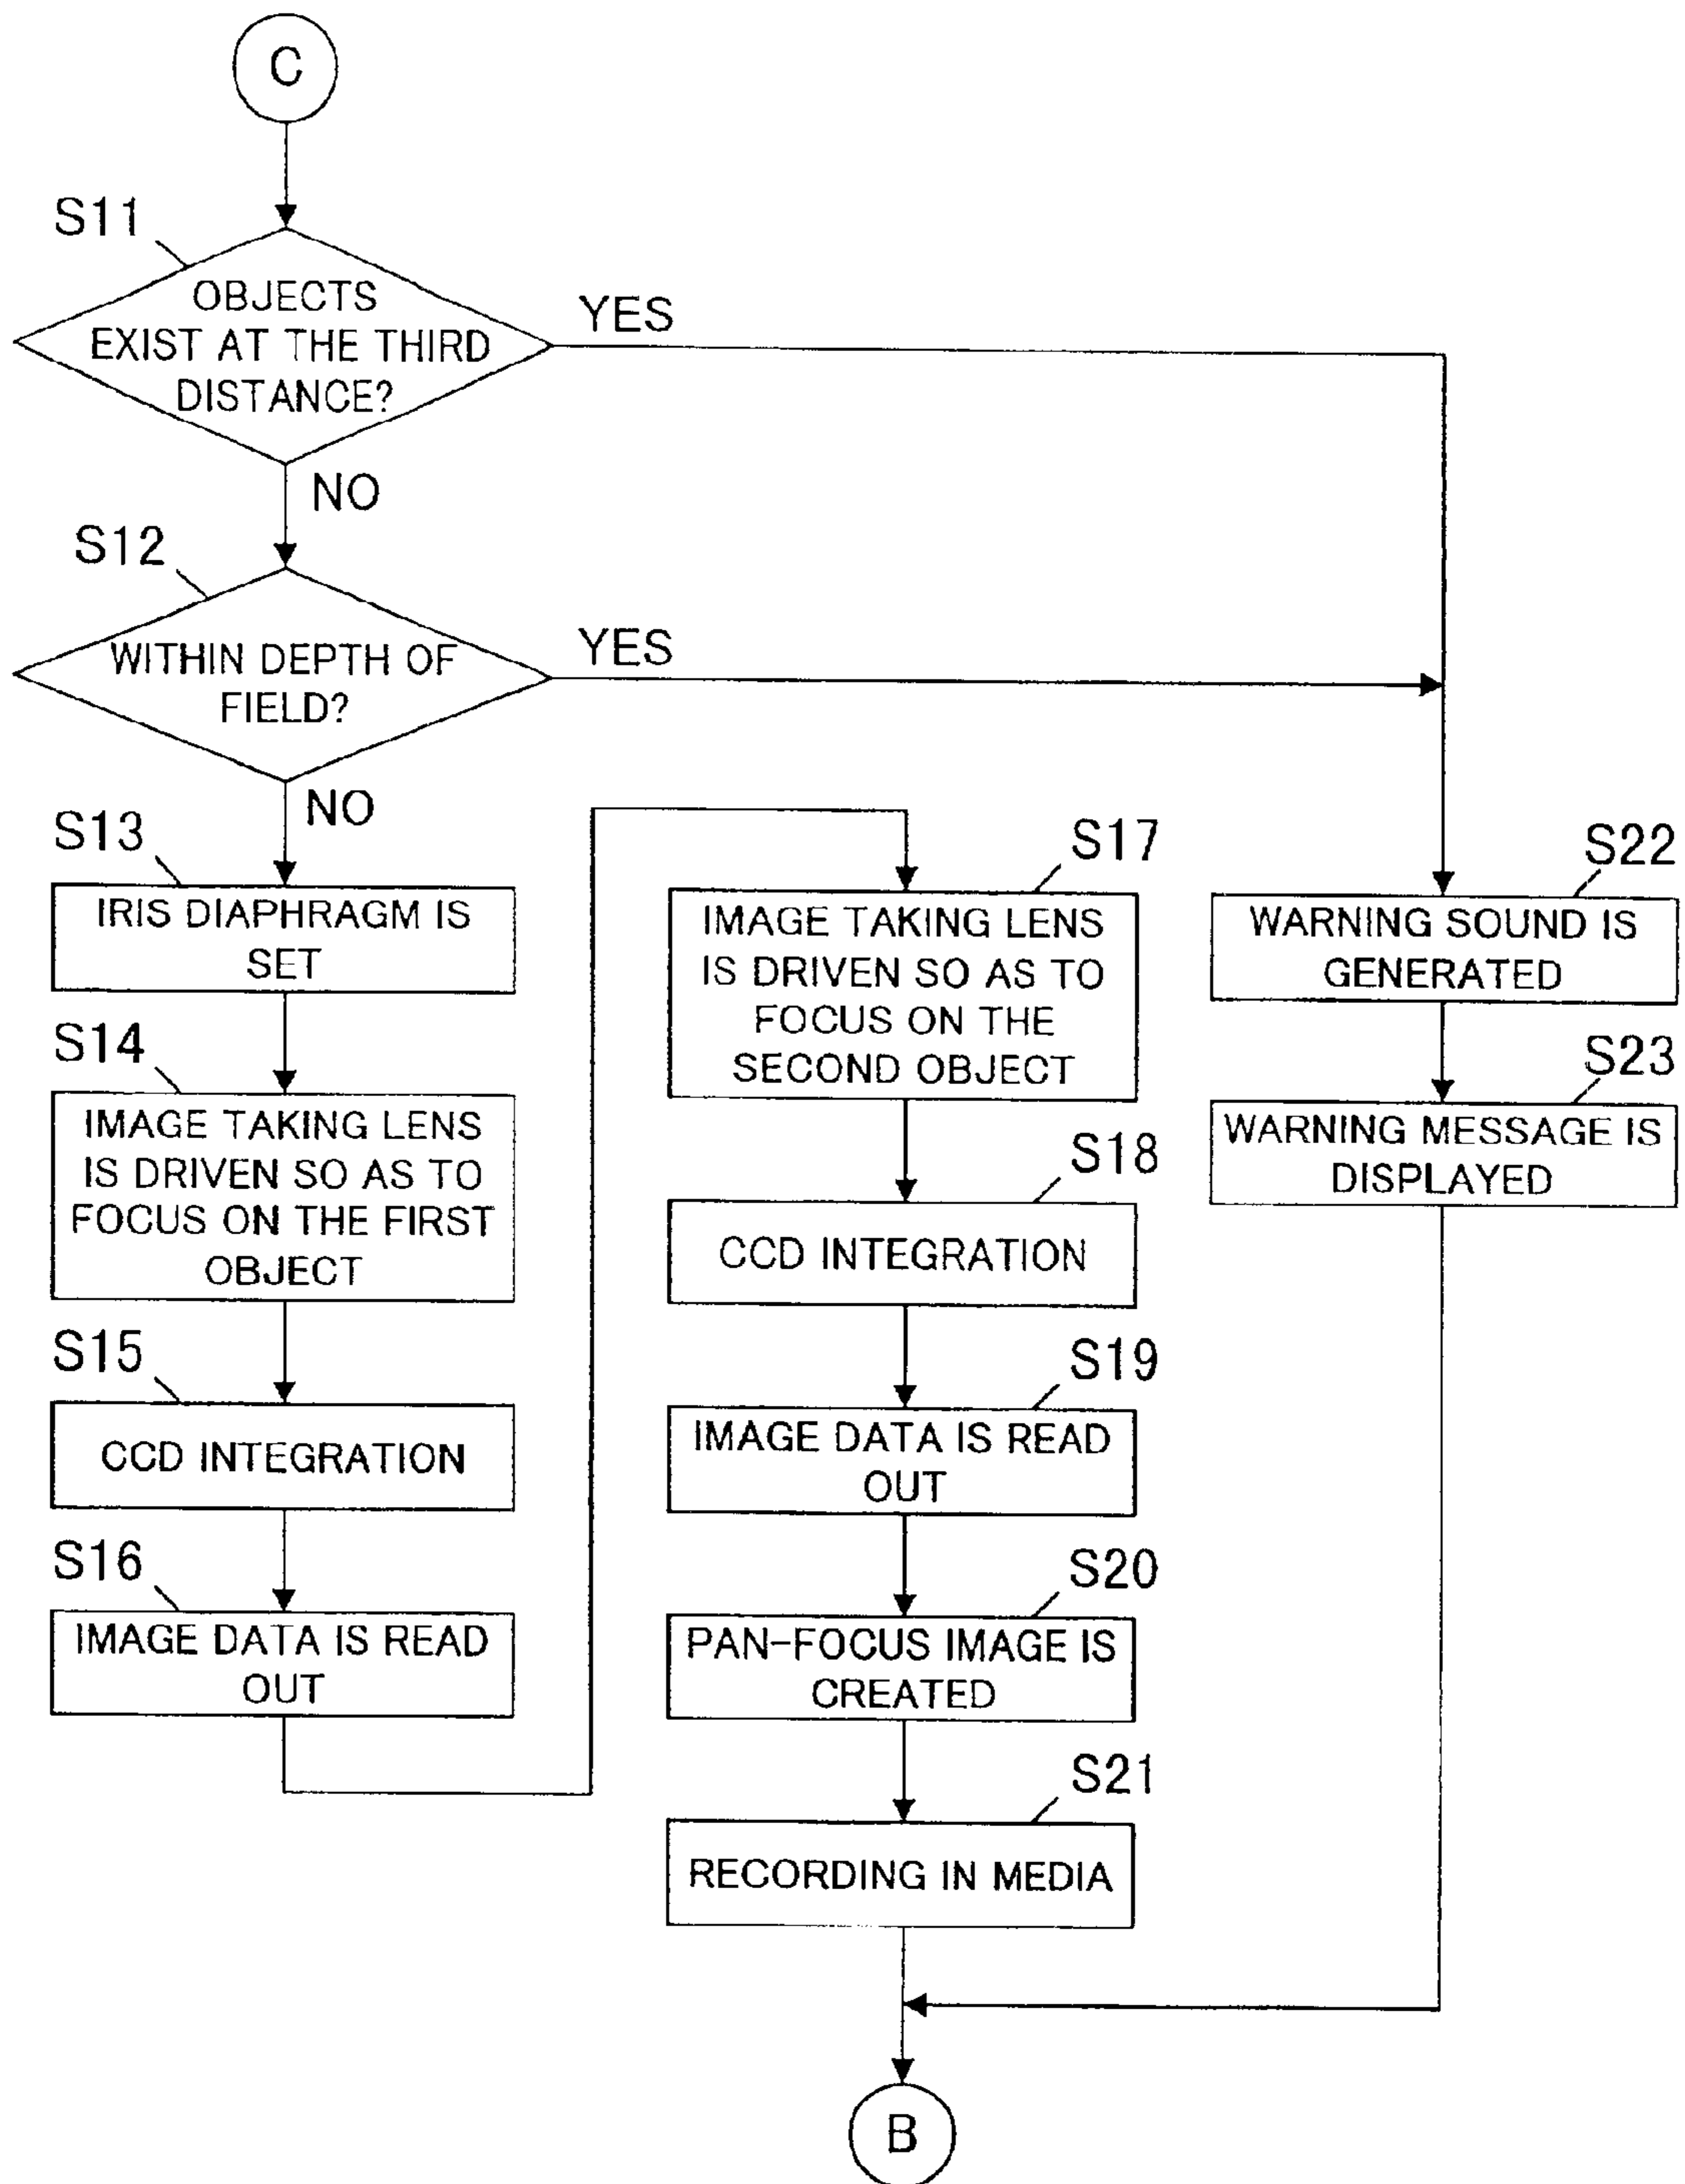 C
S11
OBJECTS
EXIST AT THE THIRD
DISTANCE?
YES
NO
S12
WITHIN DEPTH OF
FIELD?
YES
NO
S13
IRIS DIAPHRAGM IS
SET
S14
IMAGE TAKING LENS
IS DRIVEN SO AS TO
FOCUS ON THE FIRST
OBJECT
S15
CCD INTEGRATION
S16
IMAGE DATA IS READ
OUT
S17
IMAGE TAKING LENS
IS DRIVEN SO AS TO
FOCUS ON THE
SECOND OBJECT
S18
CCD INTEGRATION
S19
IMAGE DATA IS READ
OUT
S20
PAN-FOCUS IMAGE IS
CREATED
S21
RECORDING IN MEDIA
S22
WARNING SOUND IS
GENERATED
S23
WARNING MESSAGE IS
DISPLAYED
B